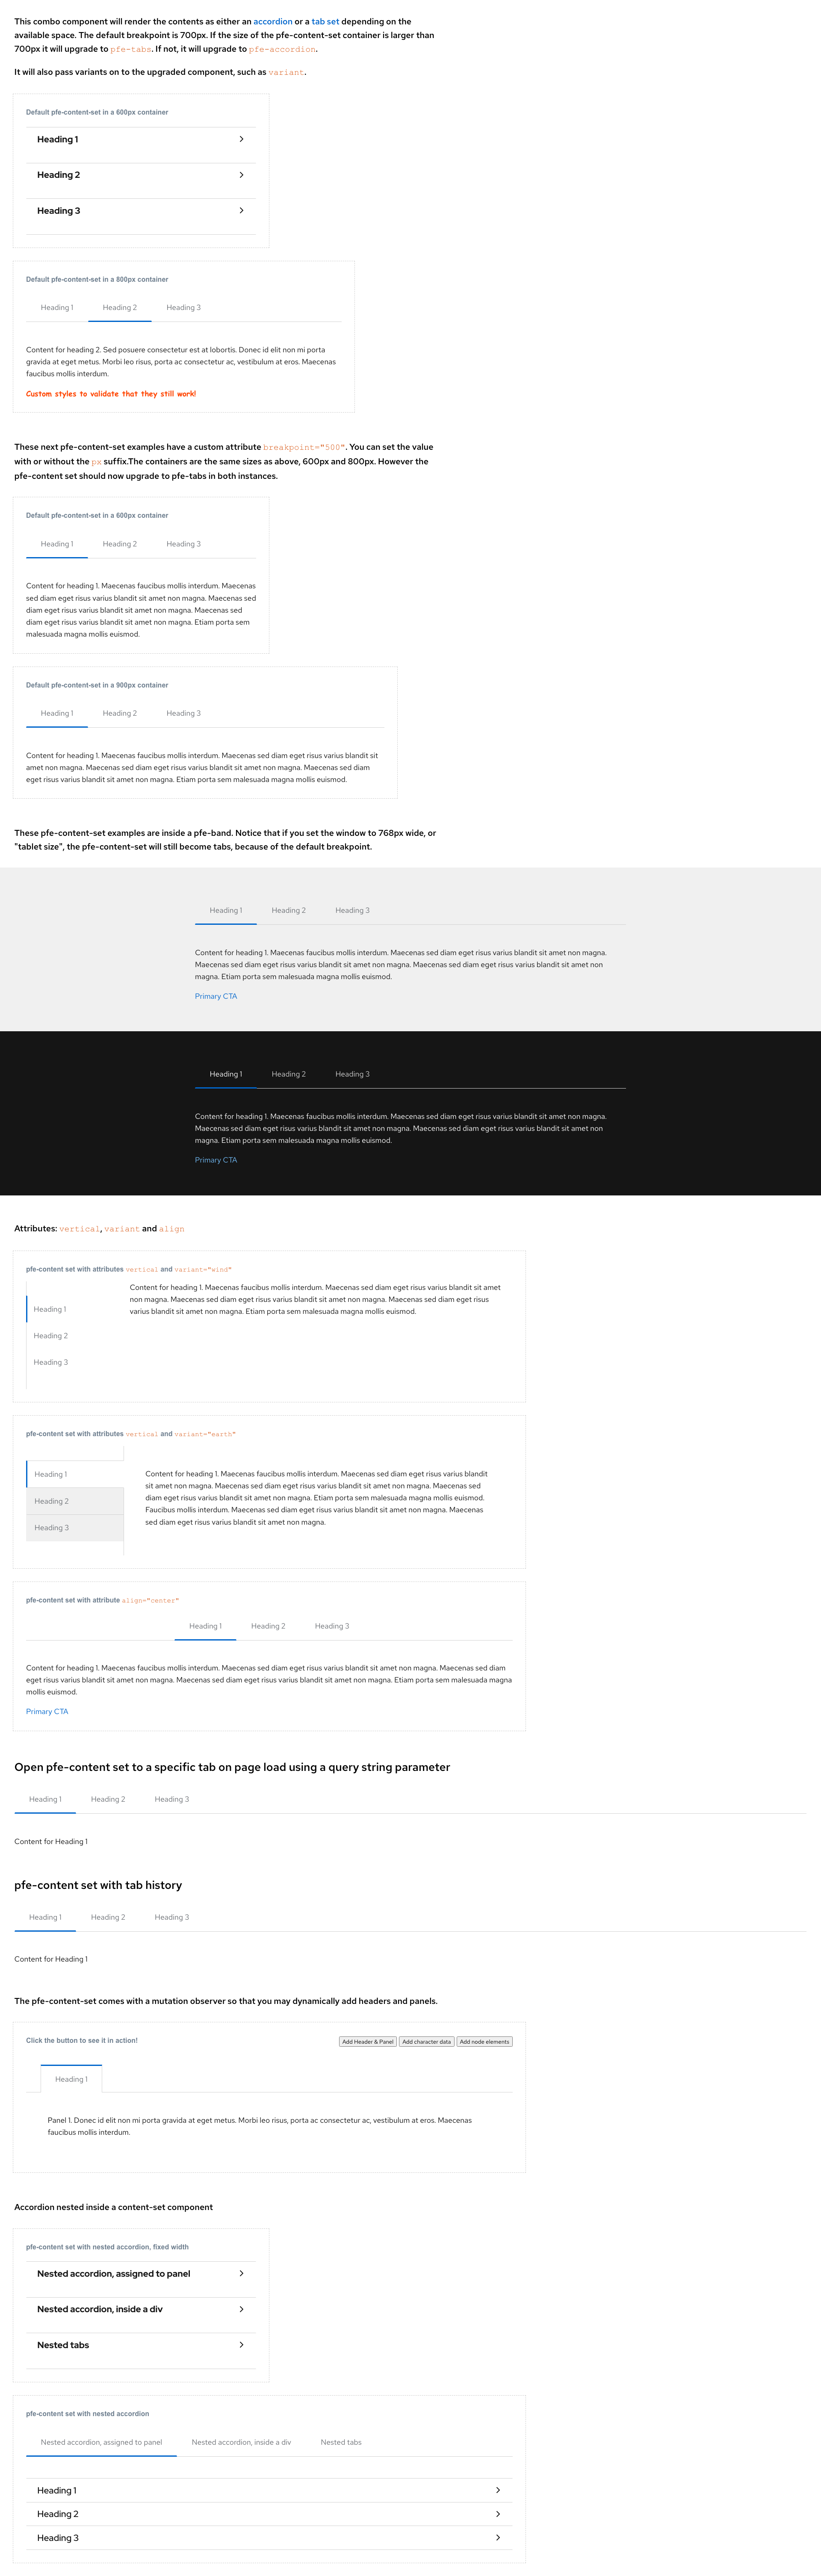 This combo component will render the contents as either an accordion or a tab set depending on the
available space. The default breakpoint is 700px. If the size of the pfe-content-set container is larger than
700px it will upgrade to pfe-tabs. If not, it will upgrade to pfe-accordion.
It will also pass variants on to the upgraded component, such as variant.
Default pfe-content-set in a 600px container
Heading 1
Heading 2
Heading 3
Default pfe-content-set in a 800px container
Heading 1 Heading 2 Heading 3
Content for heading 2. Sed posuere consectetur est at lobortis. Donec id elit non mi porta
gravida at eget metus. Morbi leo risus, porta ac consectetur ac, vestibulum at eros. Maecenas
faucibus mollis interdum.
Custom styles to validate that they still work!
These next pfe-content-set examples have a custom attribute breakpoint="500". You can set the value
with or without the px suffix.The containers are the same sizes as above, 600px and 800px. However the
pfe-content set should now upgrade to pfe-tabs in both instances.
Default pfe-content-set in a 600px container
Heading 1 Heading 2 Heading 3
Content for heading 1. Maecenas faucibus mollis interdum. Maecenas
sed diam eget risus varius blandit sit amet non magna. Maecenas sed
diam eget risus varius blandit sit amet non magna. Maecenas sed
diam eget risus varius blandit sit amet non magna. Etiam porta sem
malesuada magna mollis euismod.
Default pfe-content-set in a 900px container
Heading 1 Heading 2 Heading 3
Content for heading 1. Maecenas faucibus mollis interdum. Maecenas sed diam eget risus varius blandit sit
amet non magna. Maecenas sed diam eget risus varius blandit sit amet non magna. Maecenas sed diam
eget risus varius blandit sit amet non magna. Etiam porta sem malesuada magna mollis euismod.
These pfe-content-set examples are inside a pfe-band. Notice that if you set the window to 768px wide, or
"tablet size", the pfe-content-set will still become tabs, because of the default breakpoint.
Heading 1 Heading 2 Heading 3
Content for heading 1. Maecenas faucibus mollis interdum. Maecenas sed diam eget risus varius blandit sit amet non magna.
Maecenas sed diam eget risus varius blandit sit amet non magna. Maecenas sed diam eget risus varius blandit sit amet non
magna. Etiam porta sem malesuada magna mollis euismod.
Primary CTA
Heading 1 Heading 2 Heading 3
Content for heading 1. Maecenas faucibus mollis interdum. Maecenas sed diam eget risus varius blandit sit amet non magna.
Maecenas sed diam eget risus varius blandit sit amet non magna. Maecenas sed diam eget risus varius blandit sit amet non
magna. Etiam porta sem malesuada magna mollis euismod.
Primary CTA
Attributes: vertical, variant and align
pfe-content set with attributes vertical and variant="wind"
Heading 1
Heading 2
Heading 3
Content for heading 1. Maecenas faucibus mollis interdum. Maecenas sed diam eget risus varius blandit sit amet
non magna. Maecenas sed diam eget risus varius blandit sit amet non magna. Maecenas sed diam eget risus
varius blandit sit amet non magna. Etiam porta sem malesuada magna mollis euismod.
pfe-content set with attributes vertical and variant="earth"
Heading 1
Heading 2
Heading 3
Content for heading 1. Maecenas faucibus mollis interdum. Maecenas sed diam eget risus varius blandit
sit amet non magna. Maecenas sed diam eget risus varius blandit sit amet non magna. Maecenas sed
diam eget risus varius blandit sit amet non magna. Etiam porta sem malesuada magna mollis euismod.
Faucibus mollis interdum. Maecenas sed diam eget risus varius blandit sit amet non magna. Maecenas
sed diam eget risus varius blandit sit amet non magna.
pfe-content set with attribute align="center"
Heading 1 Heading 2 Heading 3
Content for heading 1. Maecenas faucibus mollis interdum. Maecenas sed diam eget risus varius blandit sit amet non magna. Maecenas sed diam
eget risus varius blandit sit amet non magna. Maecenas sed diam eget risus varius blandit sit amet non magna. Etiam porta sem malesuada magna
mollis euismod.
Primary CTA
Open pfe-content set to a specific tab on page load using a query string parameter
Heading 1 Heading 2 Heading 3
Content for Heading 1
pfe-content set with tab history
Heading 1 Heading 2 Heading 3
Content for Heading 1
The pfe-content-set comes with a mutation observer so that you may dynamically add headers and panels.
Click the button to see it in action! Add Header & Panel Add character data Add node elements
Heading 1
Panel 1. Donec id elit non mi porta gravida at eget metus. Morbi leo risus, porta ac consectetur ac, vestibulum at eros. Maecenas
faucibus mollis interdum.
Accordion nested inside a content-set component
pfe-content set with nested accordion, fixed width
Nested accordion, assigned to panel
Nested accordion, inside a div
Nested tabs
pfe-content set with nested accordion
Nested accordion, assigned to panel Nested accordion, inside a div Nested tabs
Heading 1
Heading 2
Heading 3